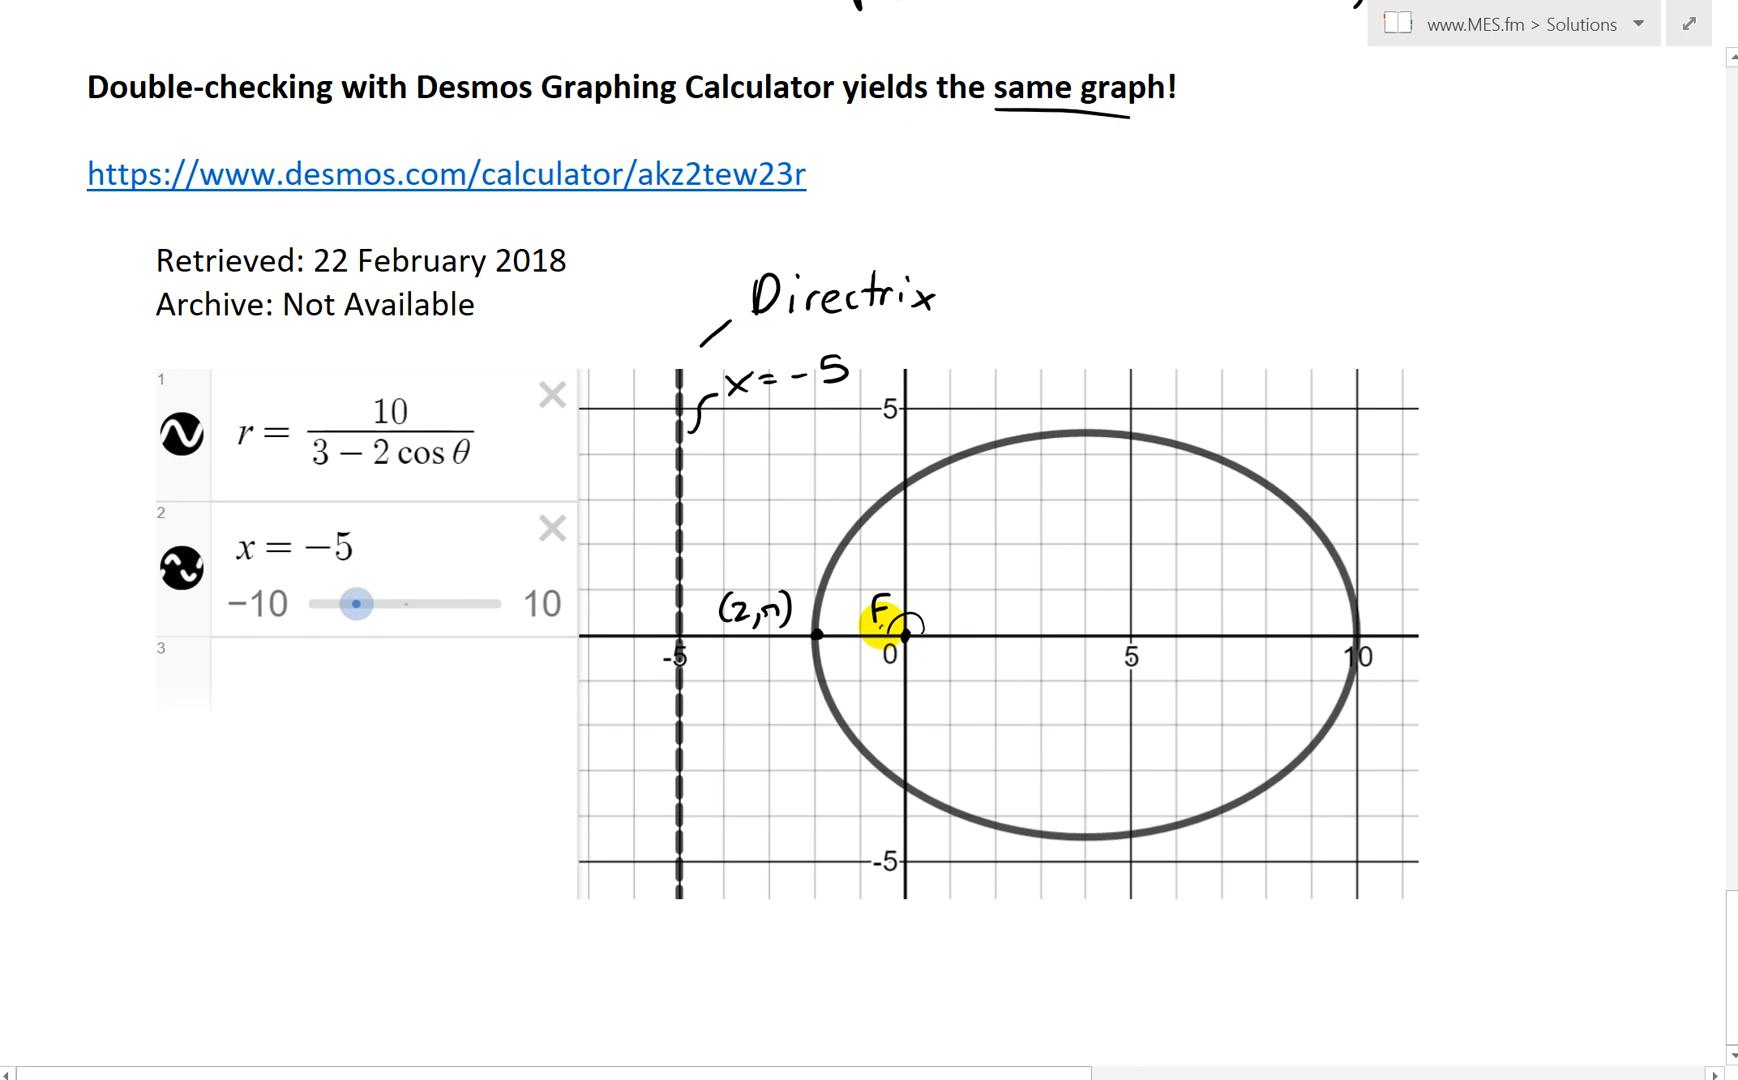 www.MES.fm > Solutions
Double-checking with Desmos Graphing Calculator yields the same graph!
https://www.desmos.com/calculator/akz2tew23r
Retrieved: 22 February 2018
Archive: Not Available
Directrix
x = -5
1
r = 10 / (3 − 2 cos θ)
2
x = −5
−10
10
3
5
(2, π)
F
-5
0
5
10
-5